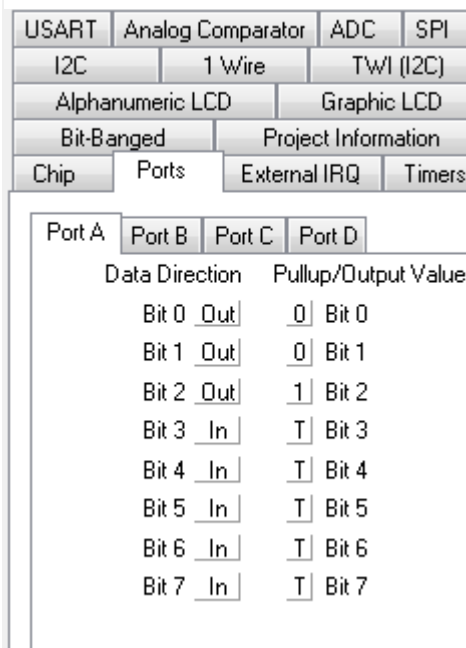 USART Analog Comparator ADC SPI
I2C 1 Wire TWI (I2C)
Alphanumeric LCD Graphic LCD
Bit-Banged Project Information
Chip Ports External IRQ Timers
Port A Port B Port C Port D
Data Direction Pullup/Output Value
Bit 0 Out 0 Bit 0
Bit 1 Out 0 Bit 1
Bit 2 Out 1 Bit 2
Bit 3 In T Bit 3
Bit 4 In T Bit 4
Bit 5 In T Bit 5
Bit 6 In T Bit 6
Bit 7 In T Bit 7